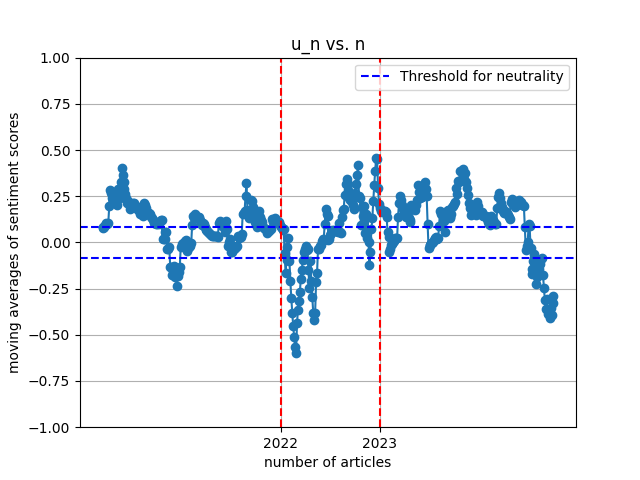 u_n vs. n
Threshold for neutrality
moving averages of sentiment scores
1.00
0.75
0.50
0.25
0.00
−0.25
−0.50
−0.75
−1.00
2022
2023
number of articles